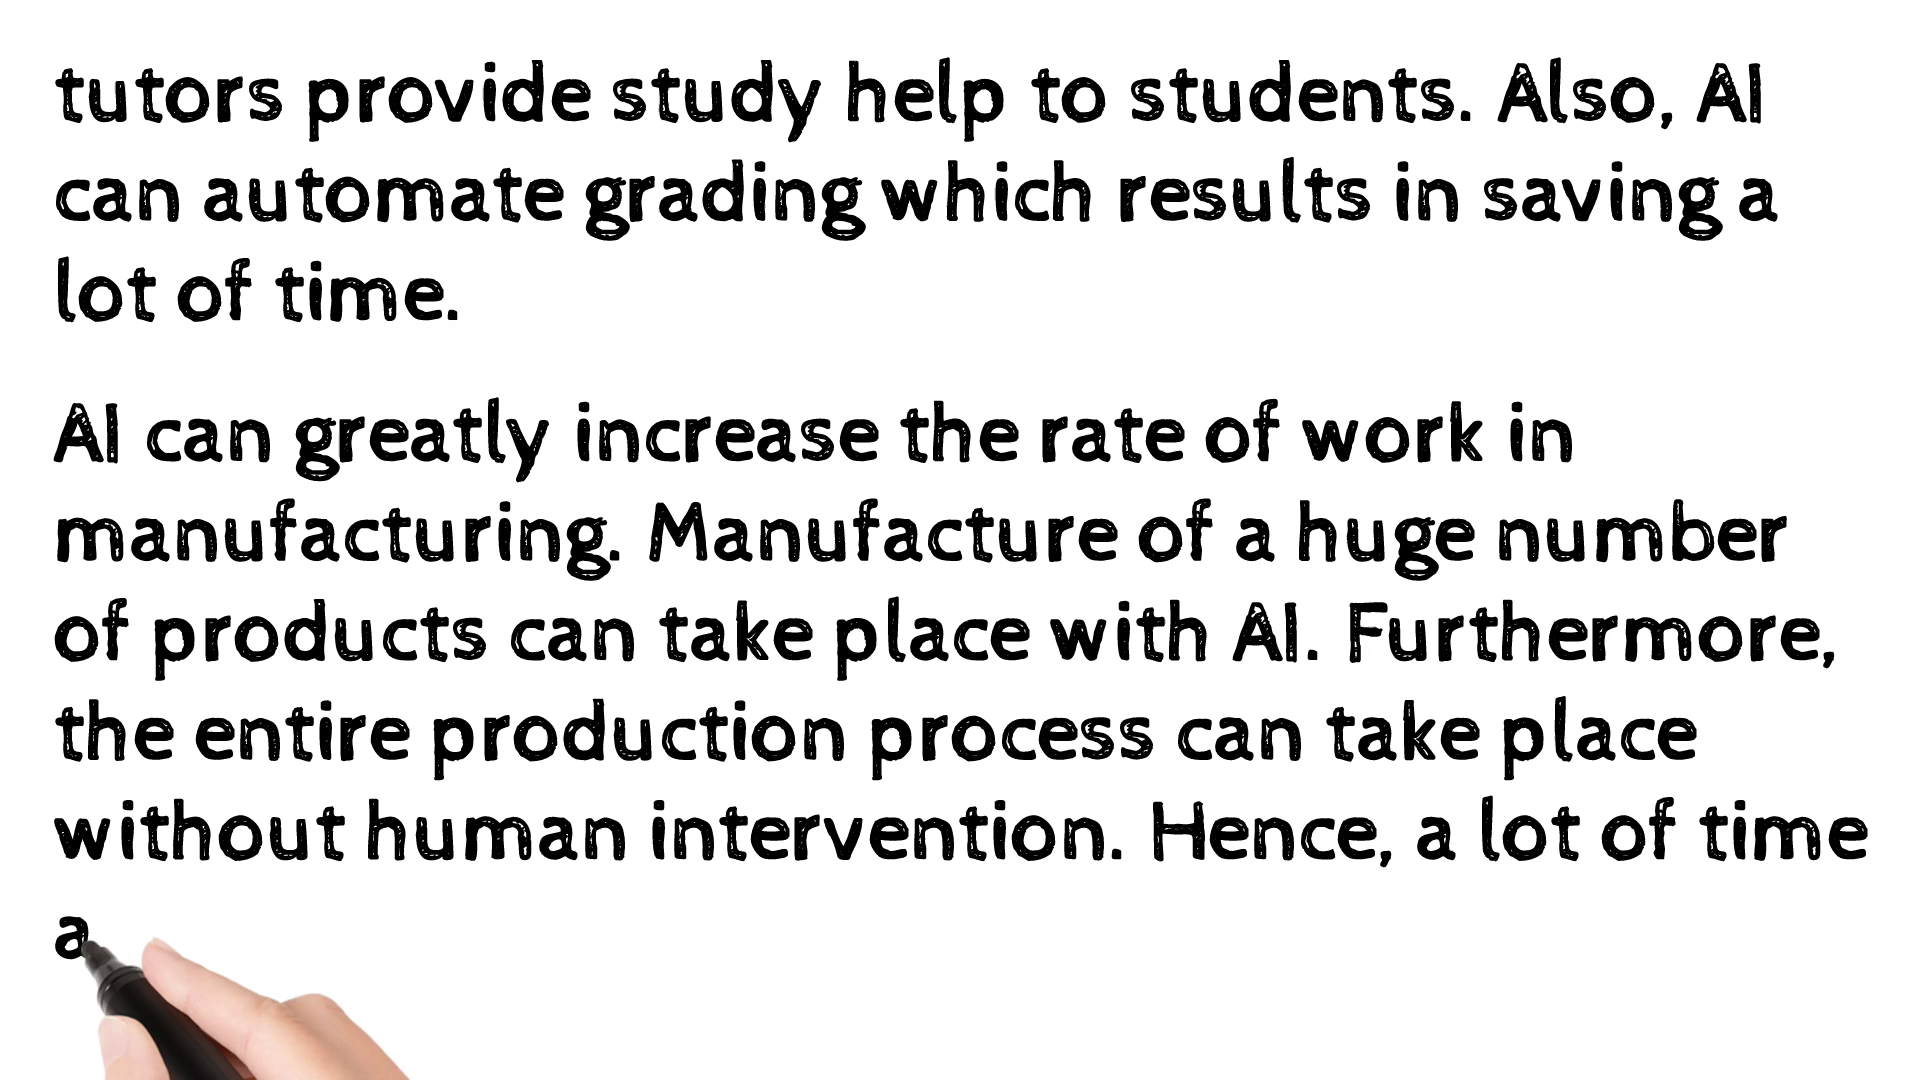 tutors provide study help to students. Also, AI
can automate grading which results in saving a
lot of time.
AI can greatly increase the rate of work in
manufacturing. Manufacture of a huge number
of products can take place with AI. Furthermore,
the entire production process can take place
without human intervention. Hence, a lot of time
a